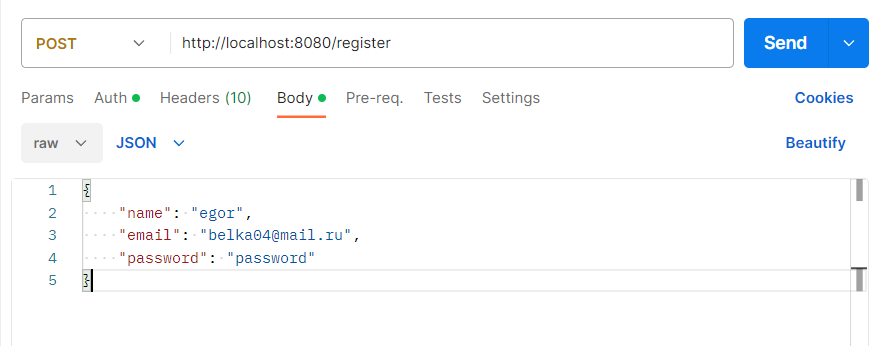 POST http://localhost:8080/register Send
Params Auth Headers (10) Body Pre-req. Tests Settings Cookies
raw JSON Beautify
1 {
2 "name": "egor",
3 "email": "belka04@mail.ru",
4 "password": "password"
5 }